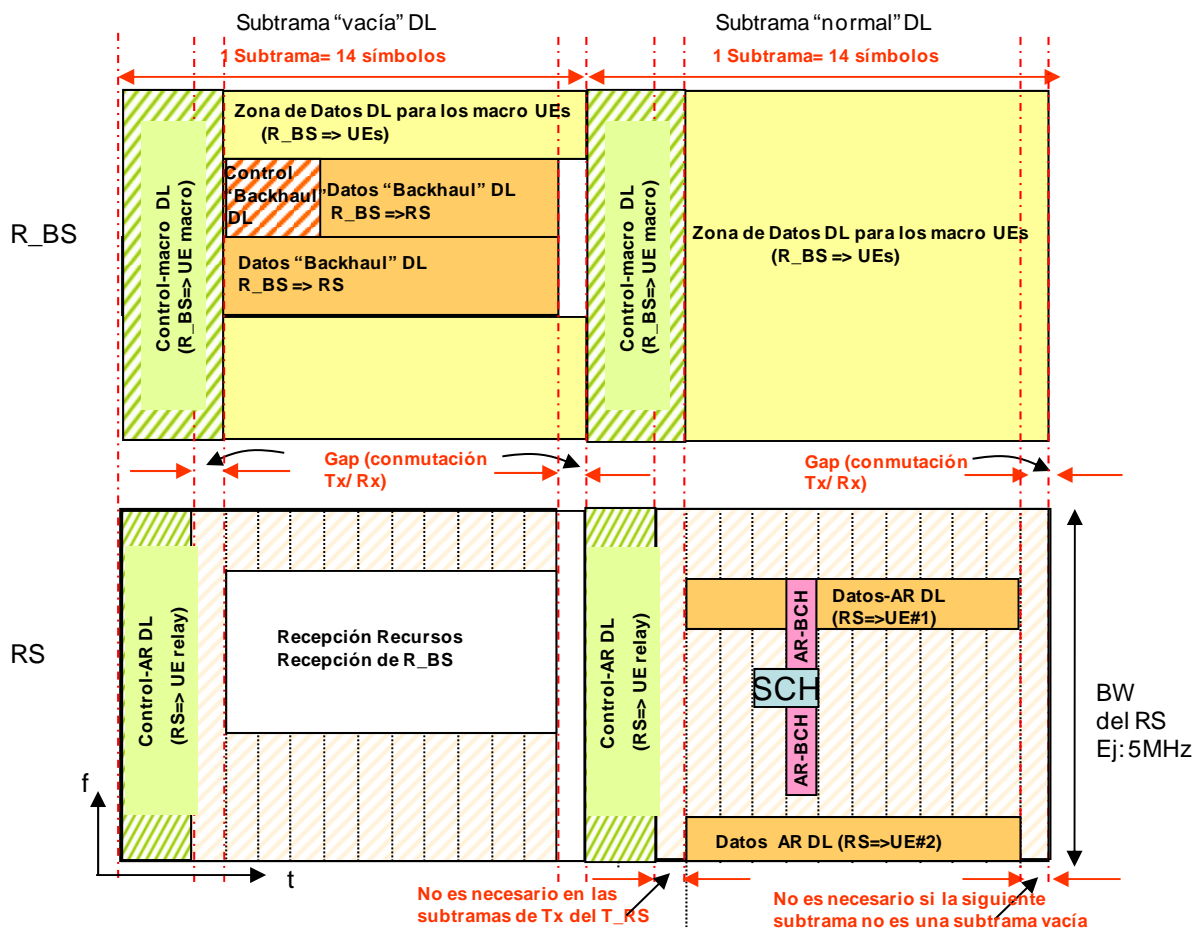 Subtrama “vacía” DL
Subtrama “normal” DL
1 Subtrama= 14 símbolos
1 Subtrama= 14 símbolos
R_BS
Control-macro DL
(R_BS=> UE macro)
Zona de Datos DL para los macro UEs
(R_BS => UEs)
Control
“Backhaul”
DL
Datos “Backhaul” DL
R_BS =>RS
Datos “Backhaul” DL
R_BS => RS
Control-macro DL
(R_BS=> UE macro)
Zona de Datos DL para los macro UEs
(R_BS => UEs)
Gap (conmutación
Tx/ Rx)
Gap (conmutación
Tx/ Rx)
RS
Control-AR DL
(RS=> UE relay)
Recepción Recursos
Recepción de R_BS
Control-AR DL
(RS=> UE relay)
Datos-AR DL
(RS=>UE#1)
AR-BCH
SCH
AR-BCH
Datos AR DL (RS=>UE#2)
BW
del RS
Ej: 5MHz
f
t
No es necesario en las
subtramas de Tx del T_RS
No es necesario si la siguiente
subtrama no es una subtrama vacía